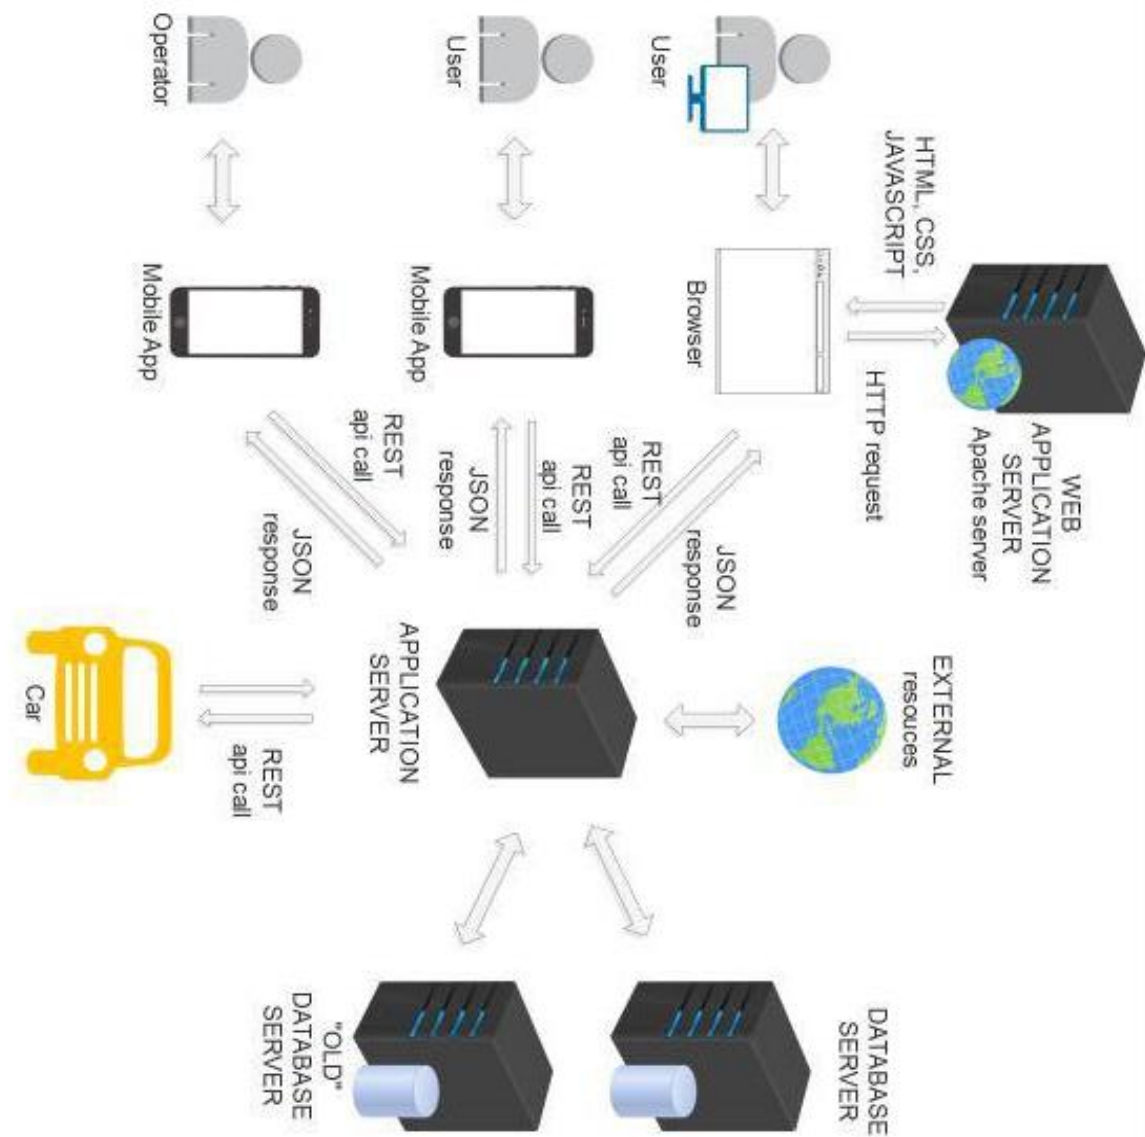 WEB
APPLICATION
SERVER
Apache server
HTML, CSS,
JAVASCRIPT
HTTP request
User
Browser
REST
api call
JSON
response
EXTERNAL
resouces
DATABASE
SERVER
User
Mobile App
REST
api call
JSON
response
APPLICATION
SERVER
"OLD"
DATABASE
SERVER
Operator
Mobile App
REST
api call
JSON
response
REST
api call
Car